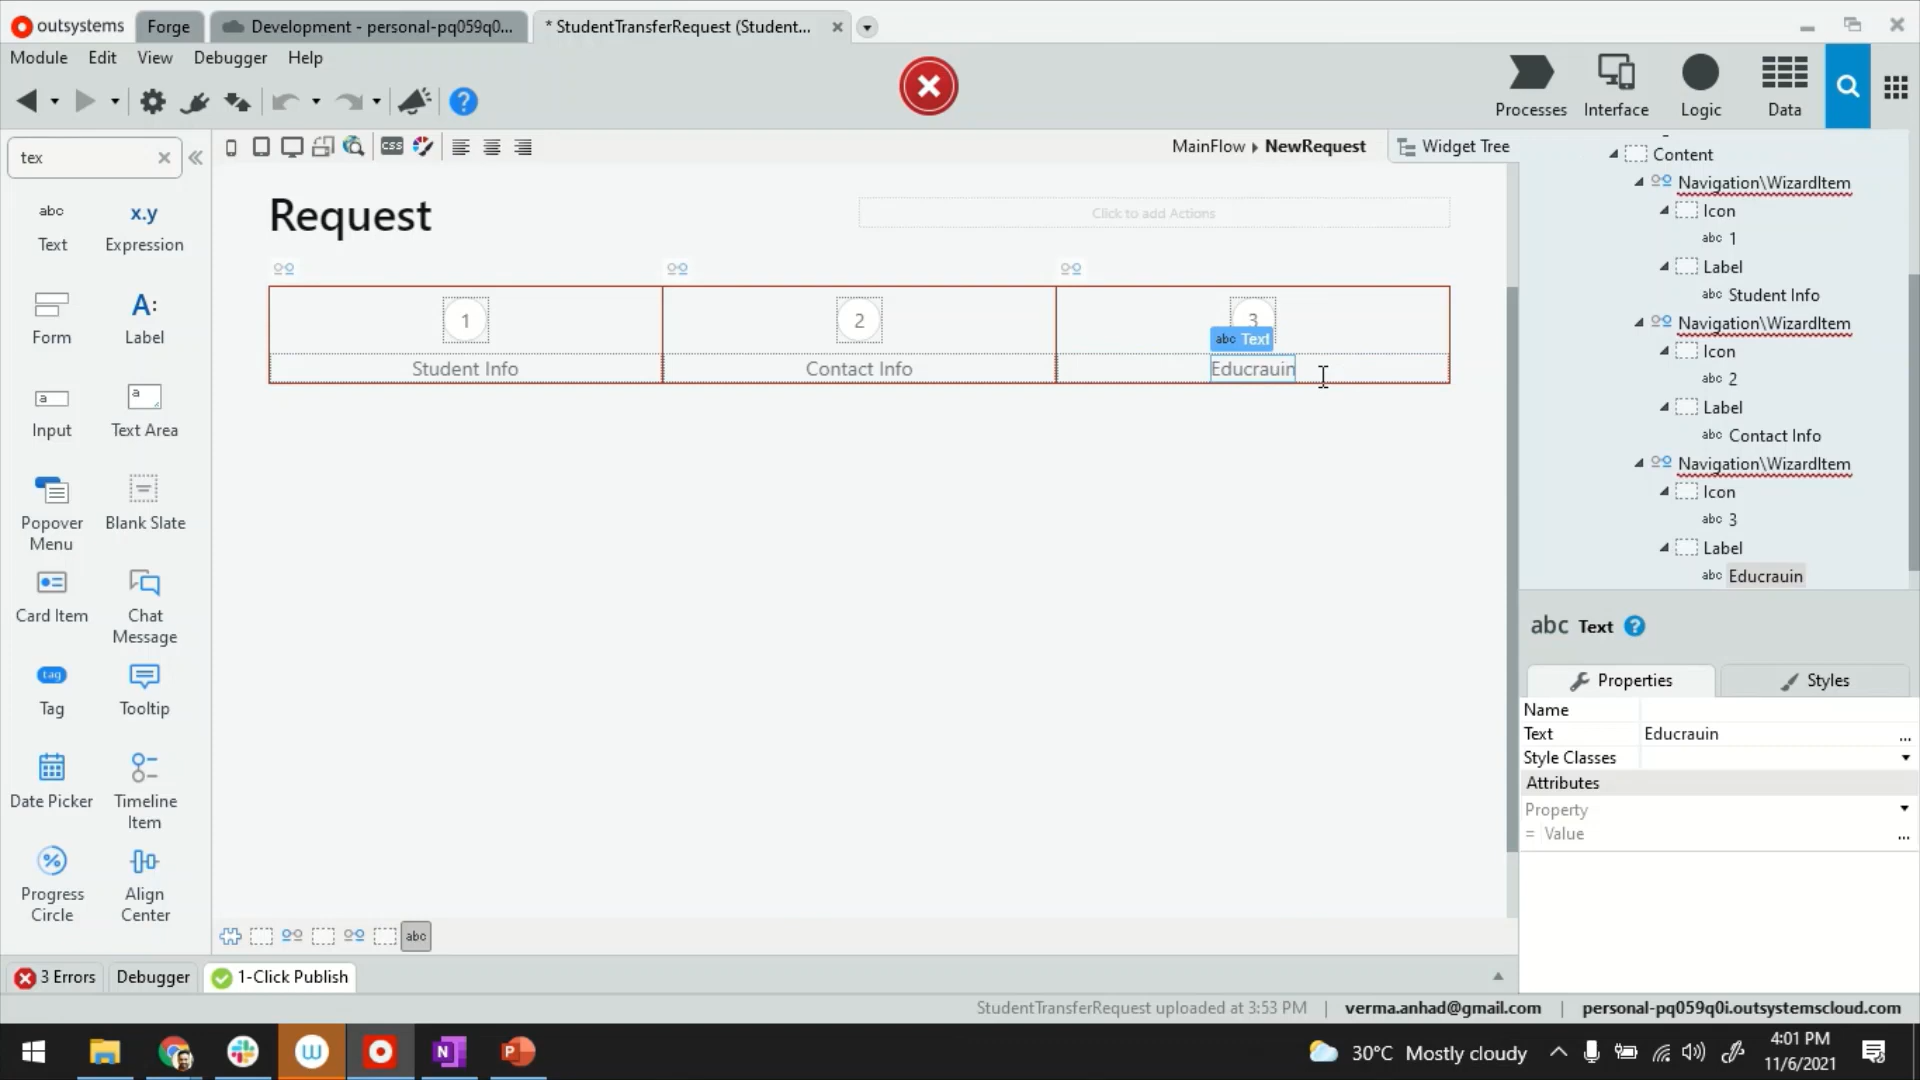 outsystems
Forge
Development - personal-pq059q0...
* StudentTransferRequest (Student...
Module Edit View Debugger Help
Processes
Interface
Logic
Data
tex
CSS
MainFlow
NewRequest
Widget Tree
abc
Text
x.y
Expression
Form
A:
Label
a
Input
a
Text Area
Popover
Menu
Blank Slate
Card Item
Chat
Message
tag
Tag
Tooltip
Date Picker
Timeline
Item
%
Progress
Circle
Align
Center
Request
Click to add Actions
1
Student Info
2
Contact Info
3
abc Text
Educrauin
abc
Content
Navigation\WizardItem
Icon
abc 1
Label
abc Student Info
Navigation\WizardItem
Icon
abc 2
Label
abc Contact Info
Navigation\WizardItem
Icon
abc 3
Label
abc Educrauin
abc Text ?
Properties
Styles
Name
Text Educrauin ...
Style Classes
Attributes
Property
= Value ...
3 Errors
Debugger
1-Click Publish
StudentTransferRequest uploaded at 3:53 PM | verma.anhad@gmail.com | personal-pq059q0i.outsystemscloud.com
W
N
P
30°C Mostly cloudy
4:01 PM
11/6/2021